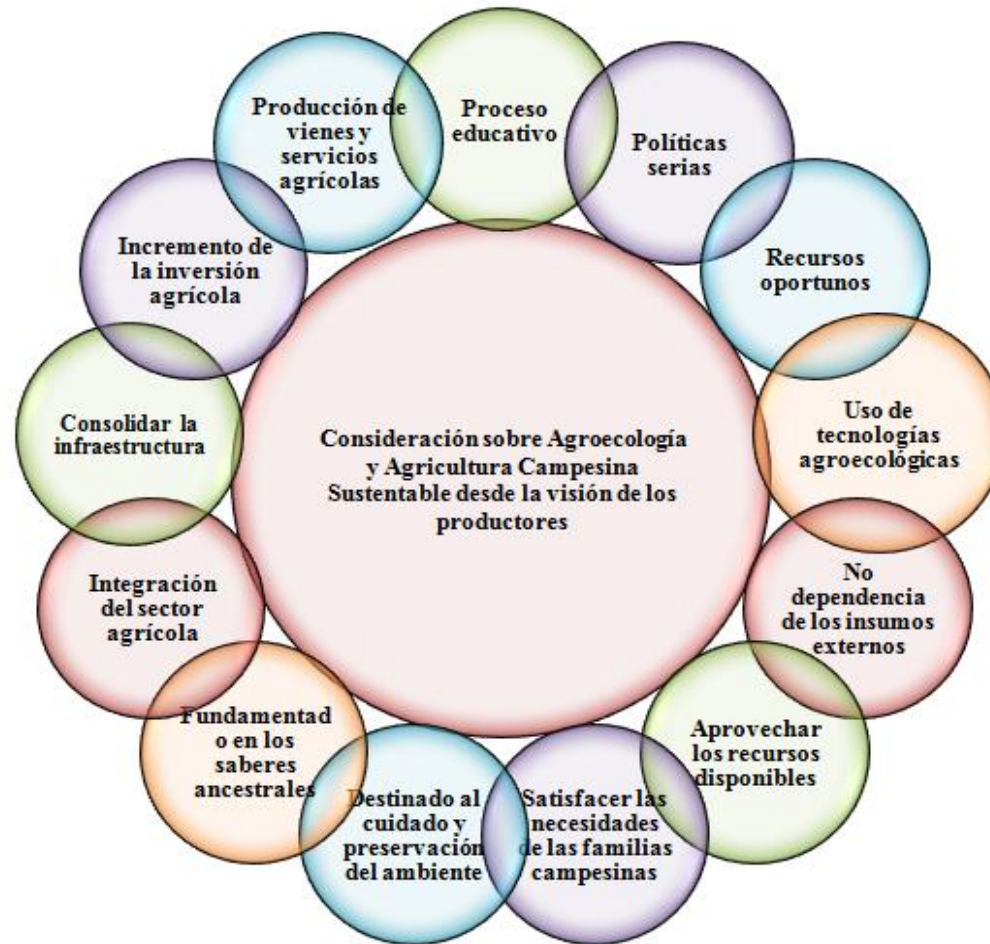 Proceso
educativo
Políticas
serias
Recursos
oportunos
Uso de
tecnologías
agroecológicas
No
dependencia
de los insumos
externos
Aprovechar
los recursos
disponibles
Satisfacer las
necesidades
de las familias
campesinas
Destinado al
cuidado y
preservación
del ambiente
Fundamentad
o en los
saberes
ancestrales
Integración
del sector
agrícola
Consolidar la
infraestructura
Incremento de
la inversión
agrícola
Producción de
vienes y
servicios
agrícolas
Consideración sobre Agroecología
y Agricultura Campesina
Sustentable desde la visión de los
productores